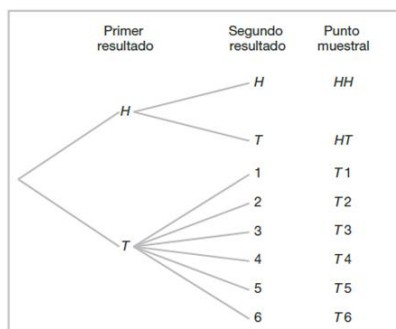 Primer resultado
Segundo resultado
Punto muestral
H
H
HH
T
HT
T
1
T1
2
T2
3
T3
4
T4
5
T5
6
T6